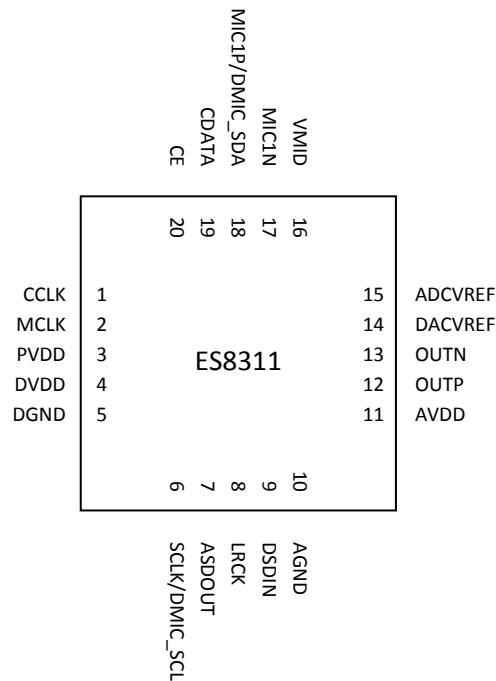 CE
CDATA
MIC1P/DMIC_SDA
MIC1N
VMID
20
19
18
17
16
CCLK 1
MCLK 2
PVDD 3
DVDD 4
DGND 5
ES8311
15 ADCVREF
14 DACVREF
13 OUTN
12 OUTP
11 AVDD
6
7
8
9
10
SCLK/DMIC_SCL
ASDOUT
LRCK
DSDIN
AGND